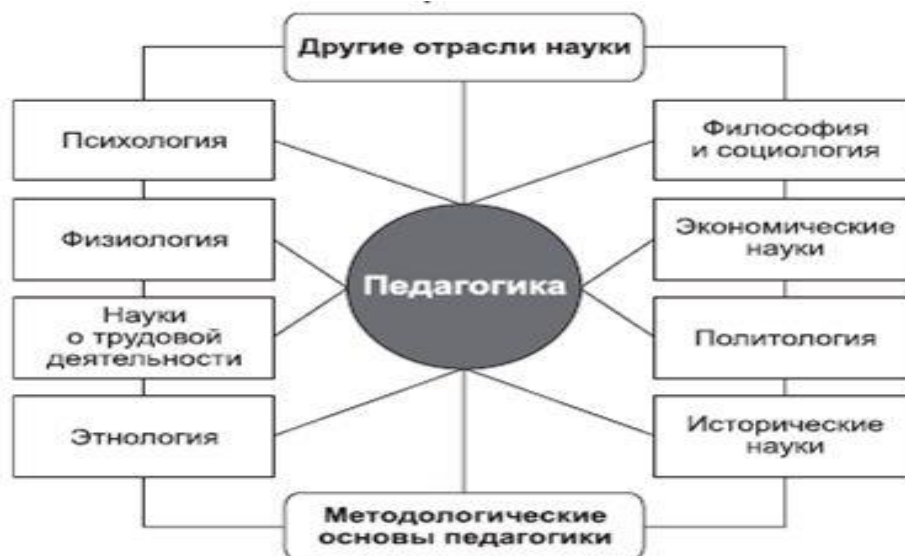 Другие отрасли науки
Психология
Философия
и социология
Физиология
Экономические
науки
Педагогика
Науки
о трудовой
деятельности
Политология
Этнология
Исторические
науки
Методологические
основы педагогики